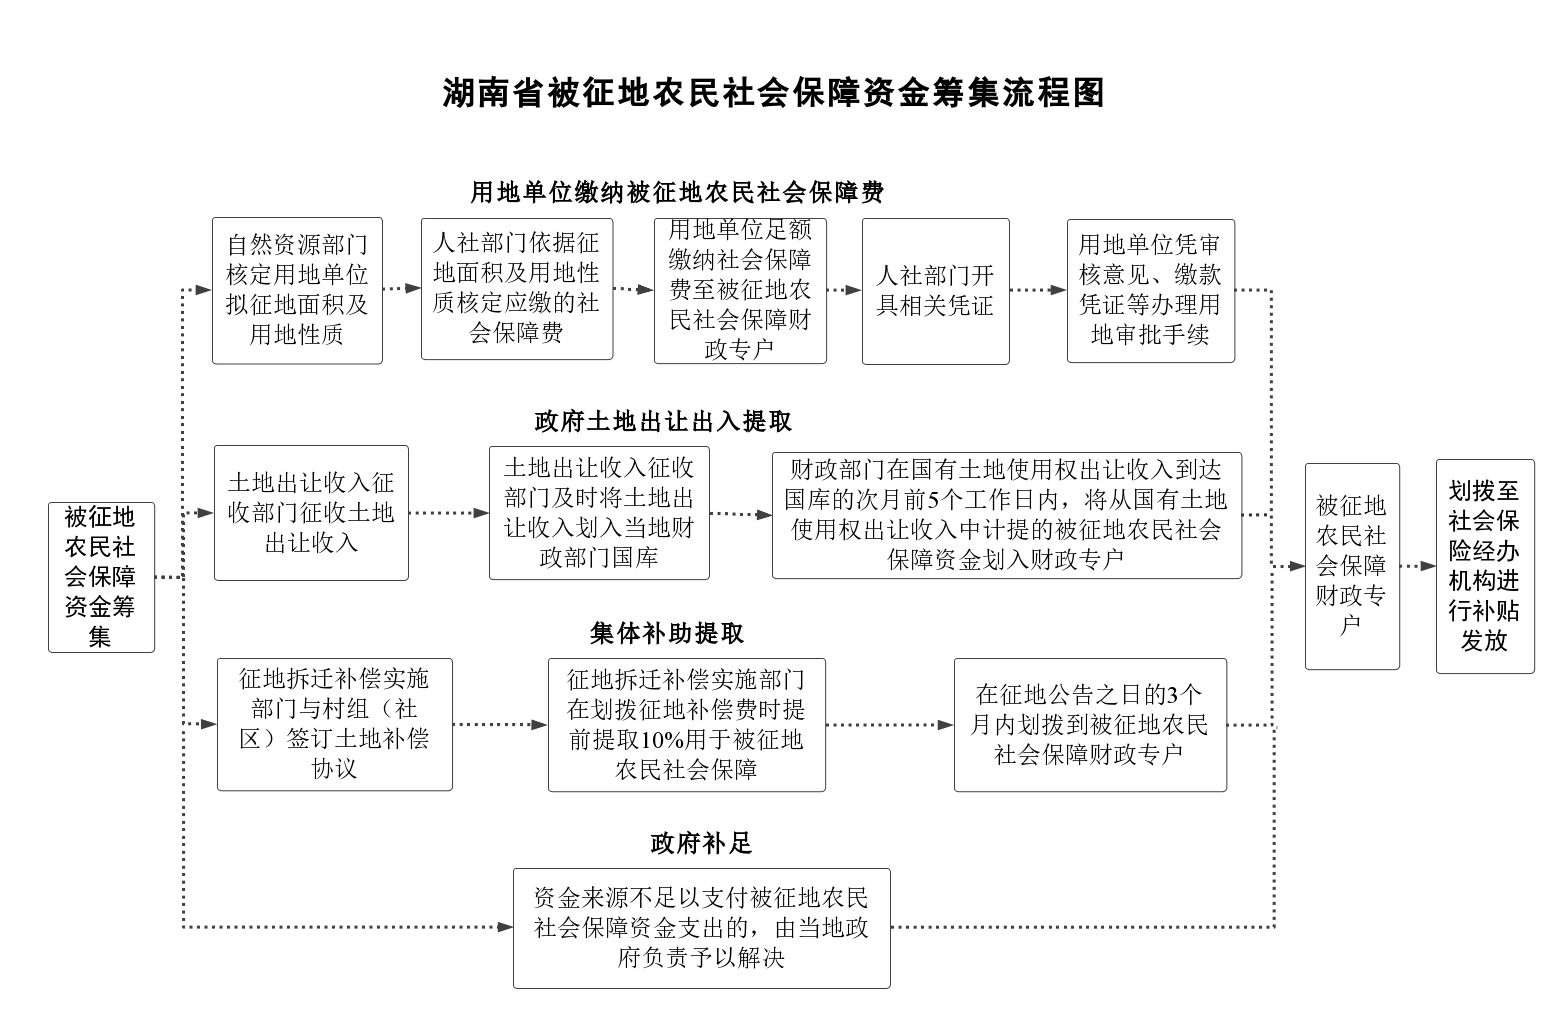 湖南省被征地农民社会保障资金筹集流程图
用地单位缴纳被征地农民社会保障费
自然资源部门
核定用地单位
拟征地面积及
用地性质
人社部门依据征
地面积及用地性
质核定应缴的社
会保障费
用地单位足额
缴纳社会保障
费至被征地农
民社会保障财
政专户
人社部门开
具相关凭证
用地单位凭审
核意见、缴款
凭证等办理用
地审批手续
政府土地出让出入提取
土地出让收入征
收部门征收土地
出让收入
土地出让收入征收
部门及时将土地出
让收入划入当地财
政部门国库
财政部门在国有土地使用权出让收入到达
国库的次月前5个工作日内，将从国有土地
使用权出让收入中计提的被征地农民社会
保障资金划入财政专户
被征地
农民社
会保障
资金筹
集
集体补助提取
征地拆迁补偿实施
部门与村组（社
区）签订土地补偿
协议
征地拆迁补偿实施部门
在划拨征地补偿费时提
前提取10%用于被征地
农民社会保障
在征地公告之日的3个
月内划拨到被征地农民
社会保障财政专户
政府补足
资金来源不足以支付被征地农民
社会保障资金支出的，由当地政
府负责予以解决
被征地
农民社
会保障
财政专
户
划拨至
社会保
险经办
机构进
行补贴
发放